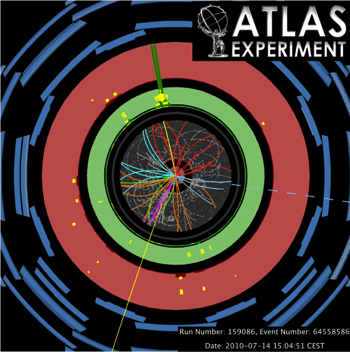 ATLAS
EXPERIMENT
Run Number: 159086, Event Number: 64558586
Date: 2010-07-14 15:04:51 CEST